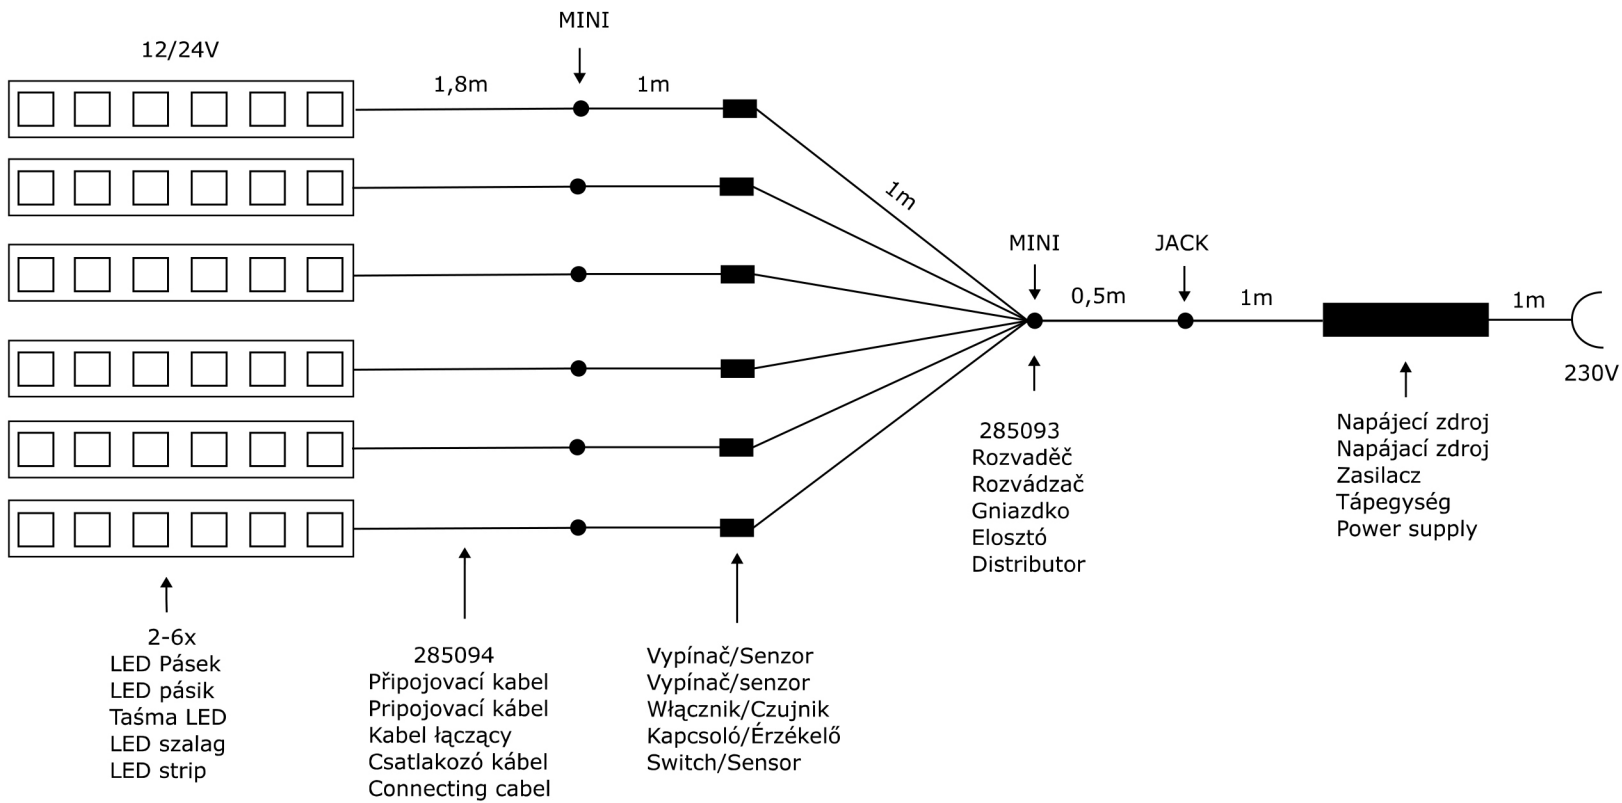 MINI
12/24V
1,8m
1m
1m
MINI
JACK
0,5m
1m
1m
230V
285093
Rozvaděč
Rozvádzač
Gniazdko
Elosztó
Distributor
Napájecí zdroj
Napájací zdroj
Zasilacz
Tápegység
Power supply
2-6x
LED Pásek
LED pásik
Taśma LED
LED szalag
LED strip
285094
Připojovací kabel
Pripojovací kábel
Kabel łączący
Csatlakozó kábel
Connecting cabel
Vypínač/Senzor
Vypínač/senzor
Włącznik/Czujnik
Kapcsoló/Érzékelő
Switch/Sensor